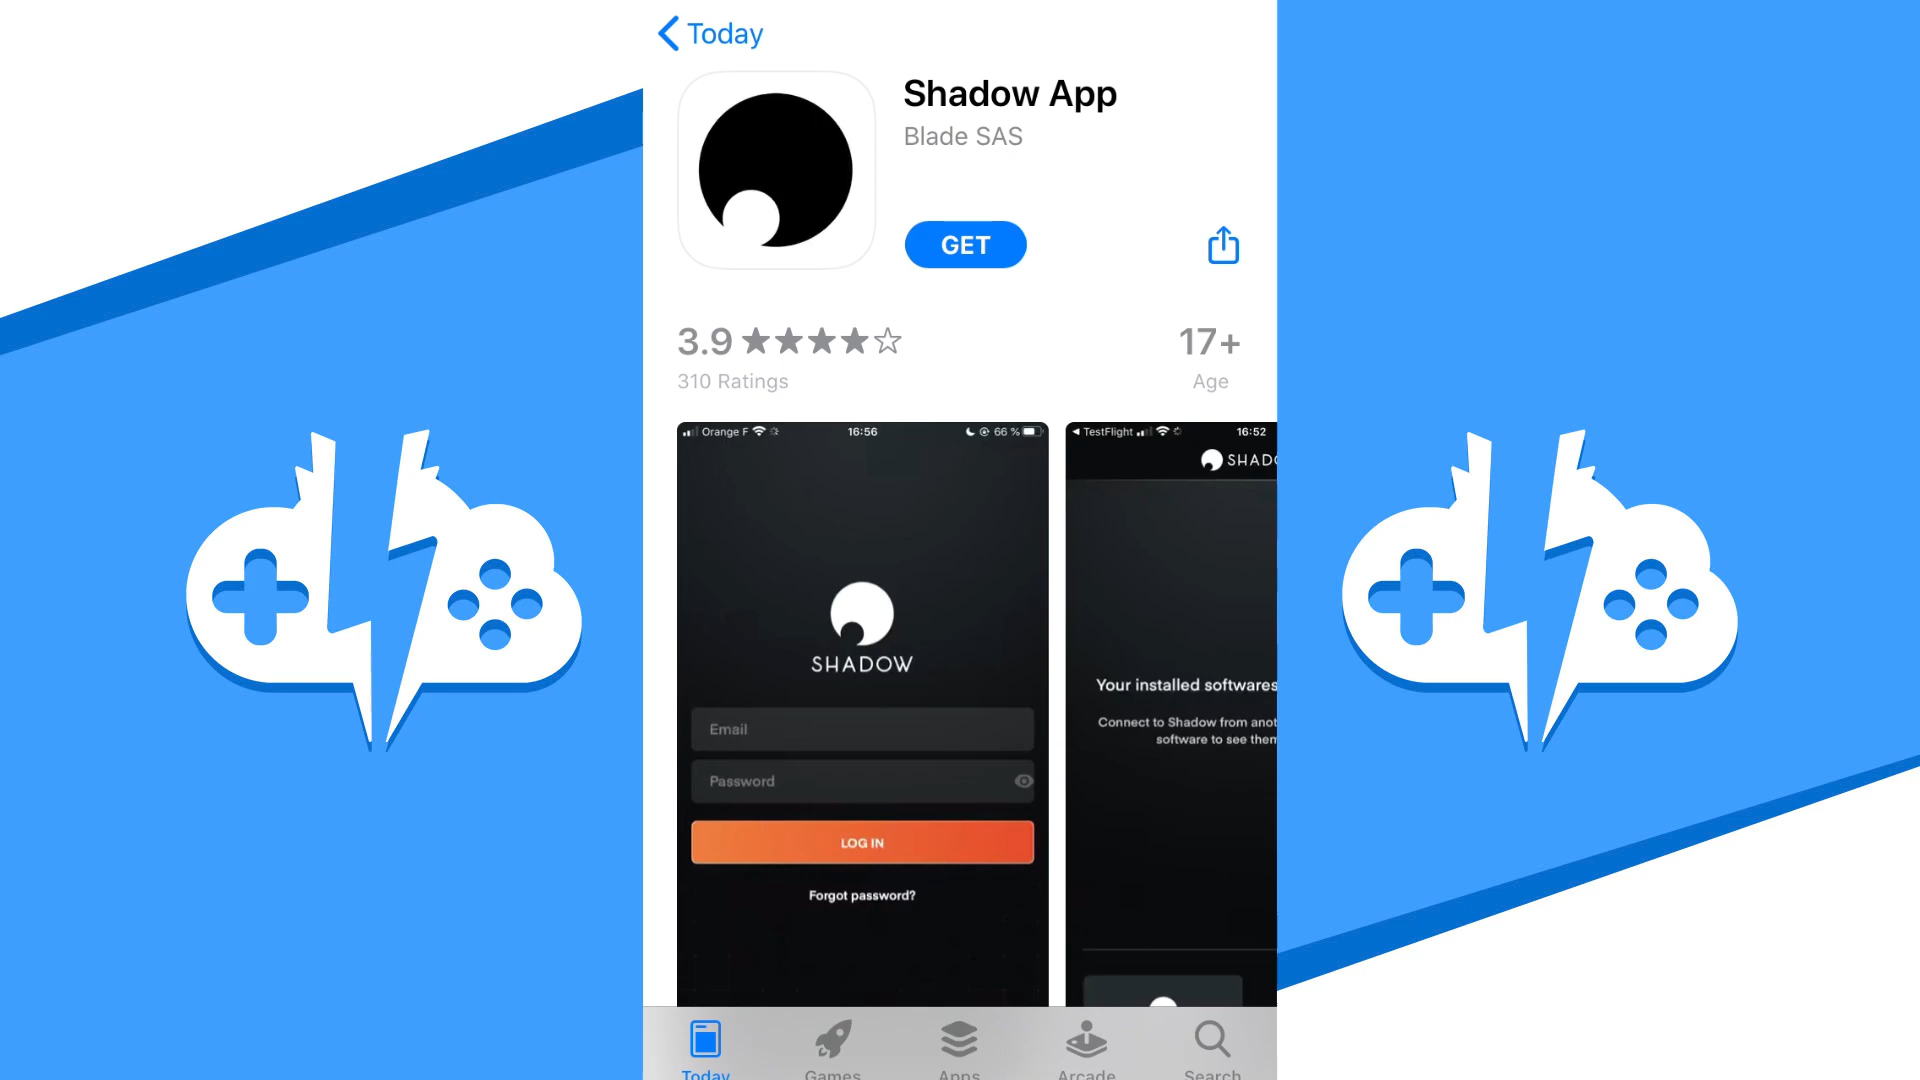 Today
Shadow App
Blade SAS
GET
3.9
17+
310 Ratings
Age
Orange F
16:56
66 %
SHADOW
Email
Password
LOG IN
Forgot password?
TestFlight
16:52
SHAD
Your installed softwares
Connect to Shadow from anot
software to see them
Today
Games
Apps
Arcade
Search